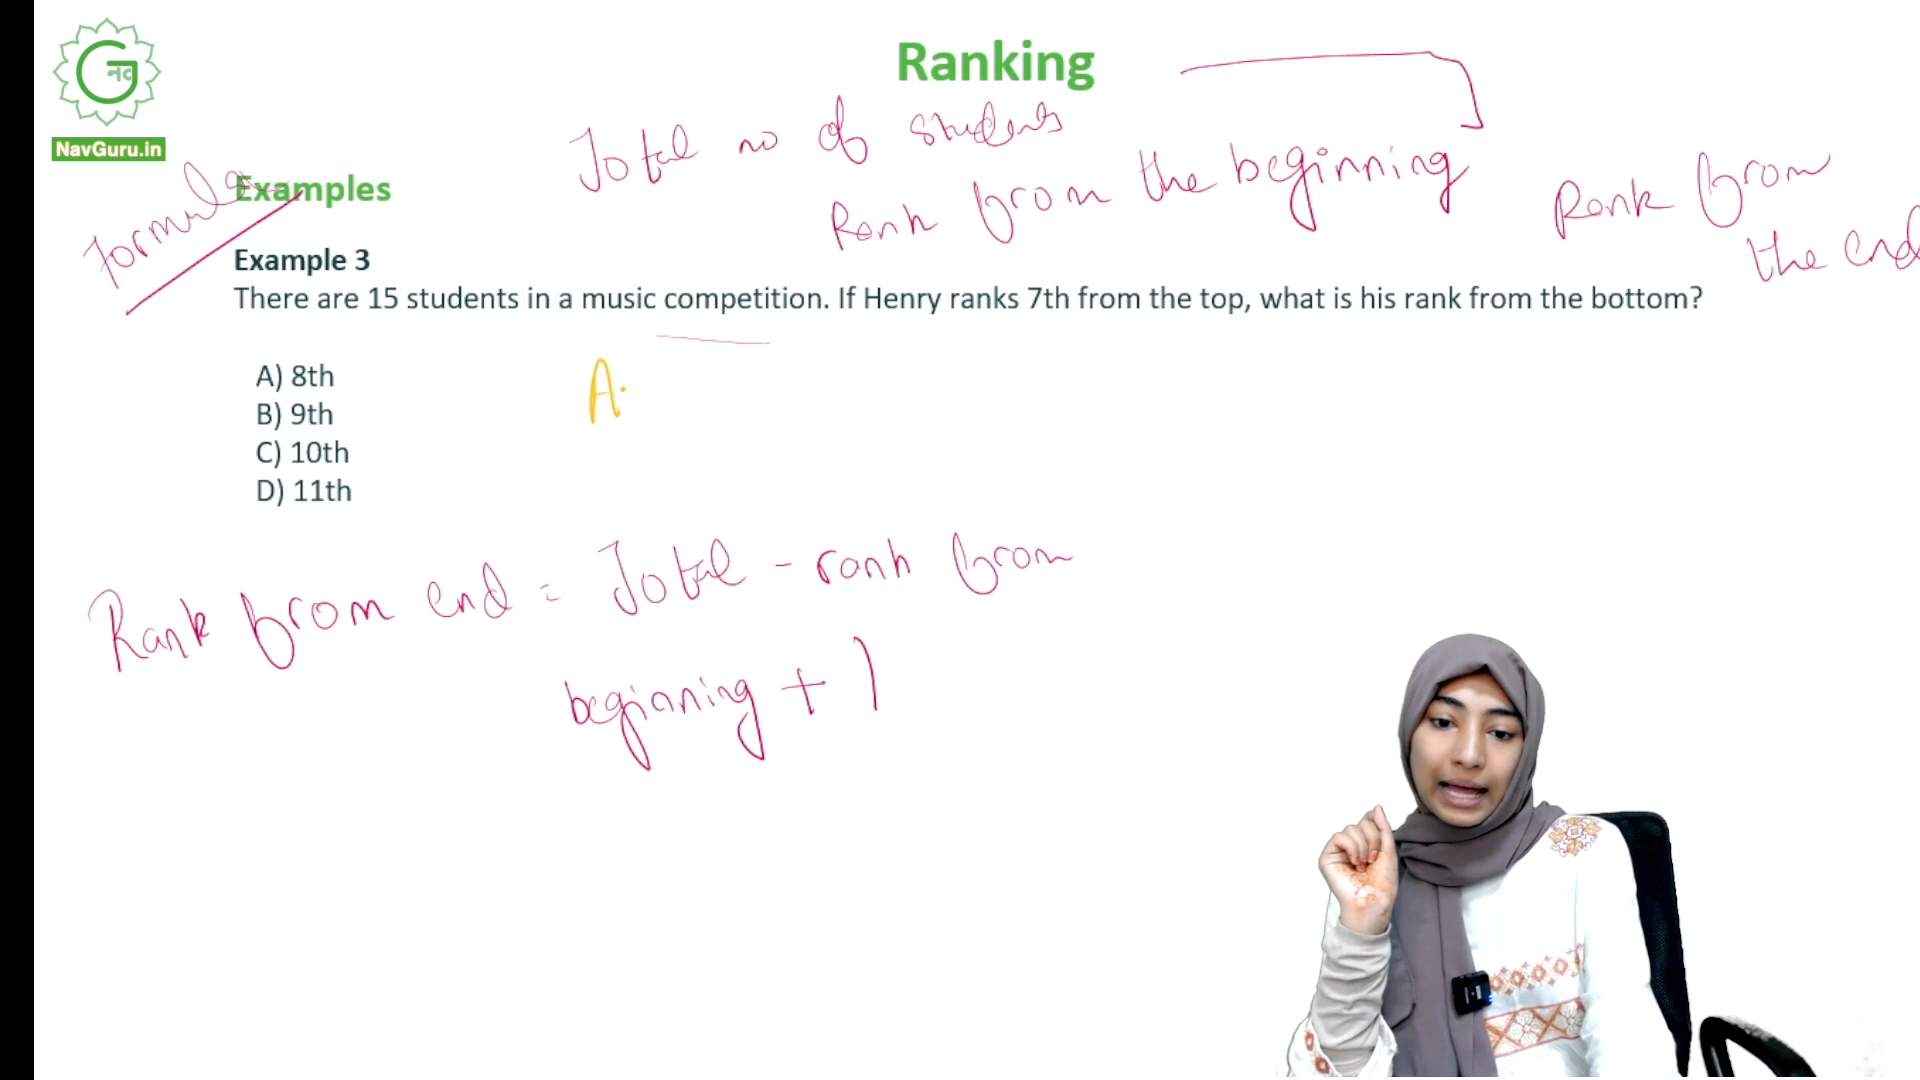 Ranking
नव
NavGuru.in
Total no of students
Rank from the beginning
Rank from
the end
Formula
Examples
Example 3
There are 15 students in a music competition. If Henry ranks 7th from the top, what is his rank from the bottom?
A) 8th
B) 9th
C) 10th
D) 11th
A.
Rank from end = Total - rank from
beginning + 1